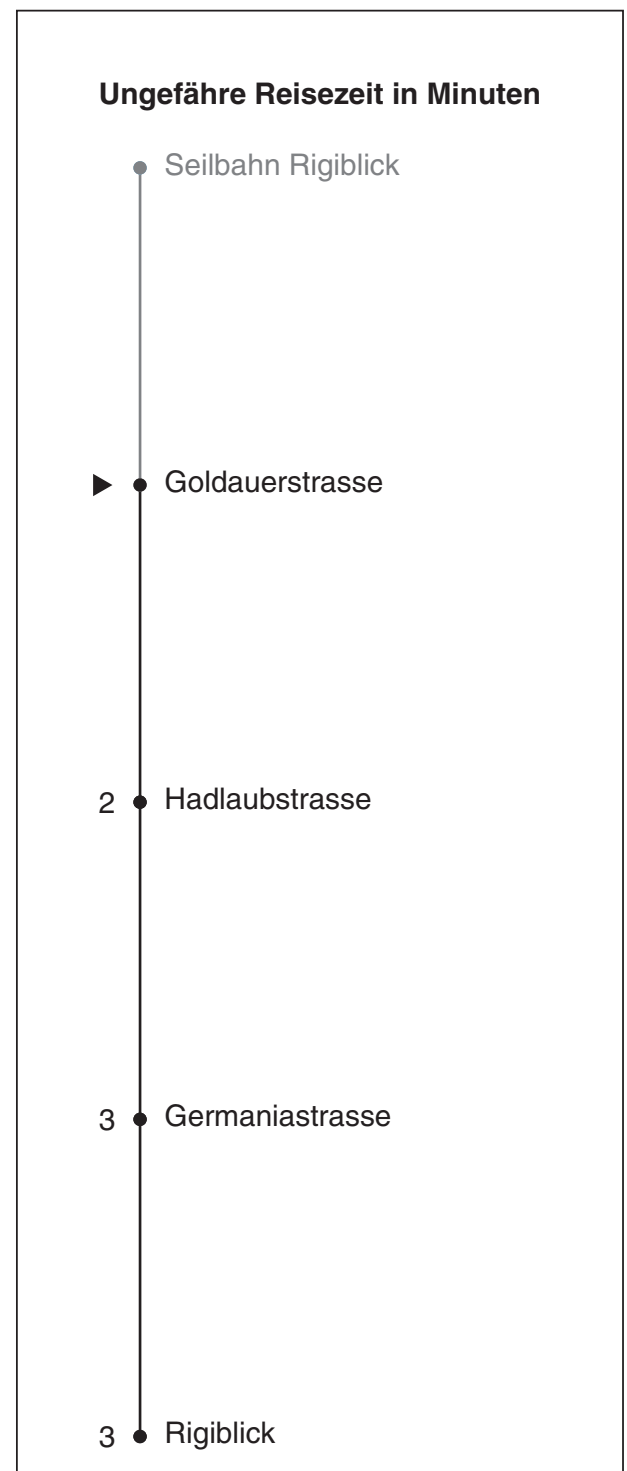 Ungefähre Reisezeit in Minuten
Seilbahn Rigiblick
Goldauerstrasse
2 Hadlaubstrasse
3 Germaniastrasse
3 Rigiblick